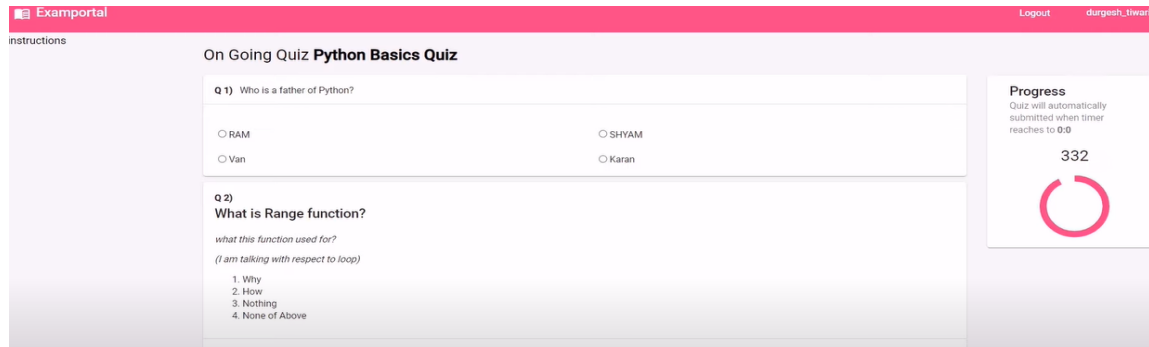 Examportal
Logout durgesh_tiwari
instructions
On Going Quiz Python Basics Quiz
Q 1) Who is a father of Python?
RAM
SHYAM
Van
Karan
Q 2)
What is Range function?
what this function used for?
(I am talking with respect to loop)
1. Why
2. How
3. Nothing
4. None of Above
Progress
Quiz will automatically
submitted when timer
reaches to 0:0
332